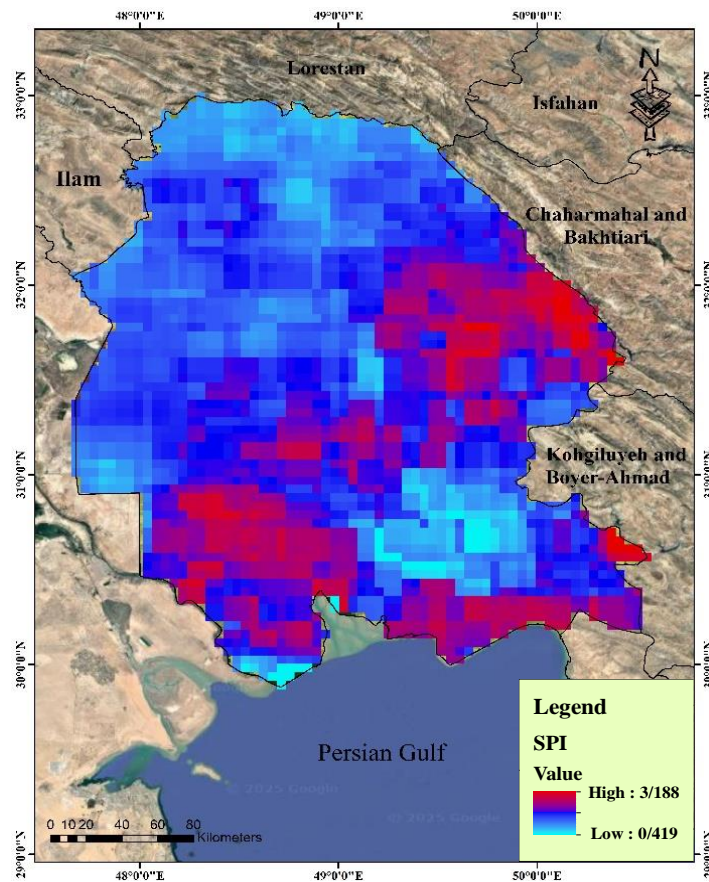 48°0'0"E 49°0'0"E 50°0'0"E
Lorestan
N
Isfahan
Ilam
Chaharmahal and
Bakhtiari
Kohgiluyeh and
Boyer-Ahmad
33°0'0"N 33°0'0"N
32°0'0"N 32°0'0"N
31°0'0"N 31°0'0"N
30°0'0"N 30°0'0"N
29°0'0"N 29°0'0"N
Persian Gulf
© 2025 Google
© 2025 Google
Legend
SPI
Value
High : 3/188
Low : 0/419
0 10 20 40 60 80
Kilometers
48°0'0"E 49°0'0"E 50°0'0"E